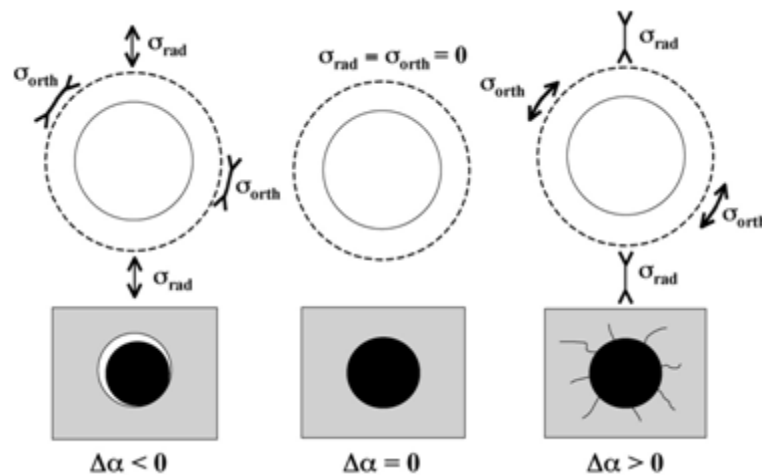 σrad
σorth
σorth
σrad
Δα < 0
σrad = σorth = 0
Δα = 0
σrad
σorth
σorth
σrad
Δα > 0